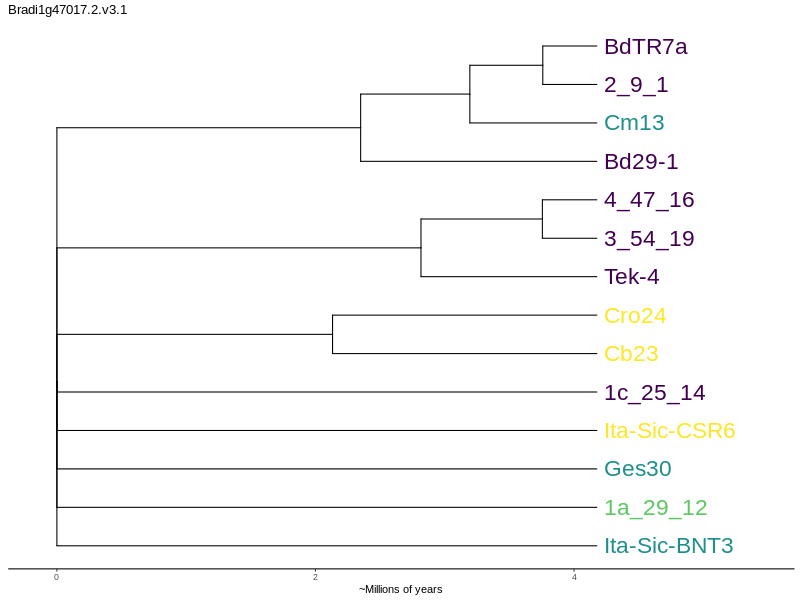 Bradi1g47017.2.v3.1
BdTR7a
2_9_1
Cm13
Bd29-1
4_47_16
3_54_19
Tek-4
Cro24
Cb23
1c_25_14
Ita-Sic-CSR6
Ges30
1a_29_12
Ita-Sic-BNT3
0 2 4
~Millions of years